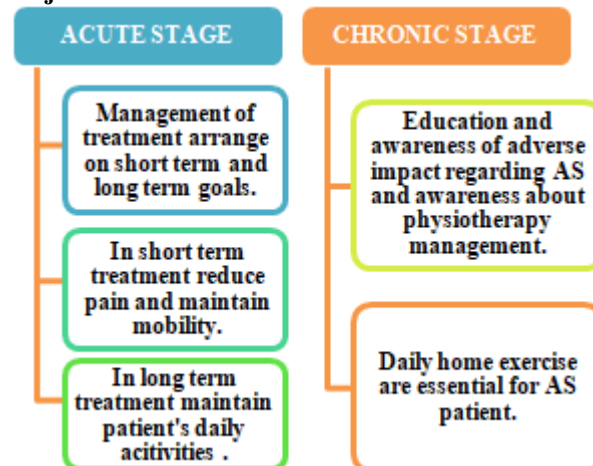 ACUTE STAGE
Management of
treatment arrange
on short term and
long term goals.
In short term
treatment reduce
pain and maintain
mobility.
In long term
treatment maintain
patient's daily
acitivities .
CHRONIC STAGE
Education and
awareness of adverse
impact regarding AS
and awareness about
physiotherapy
management.
Daily home exercise
are essential for AS
patient.